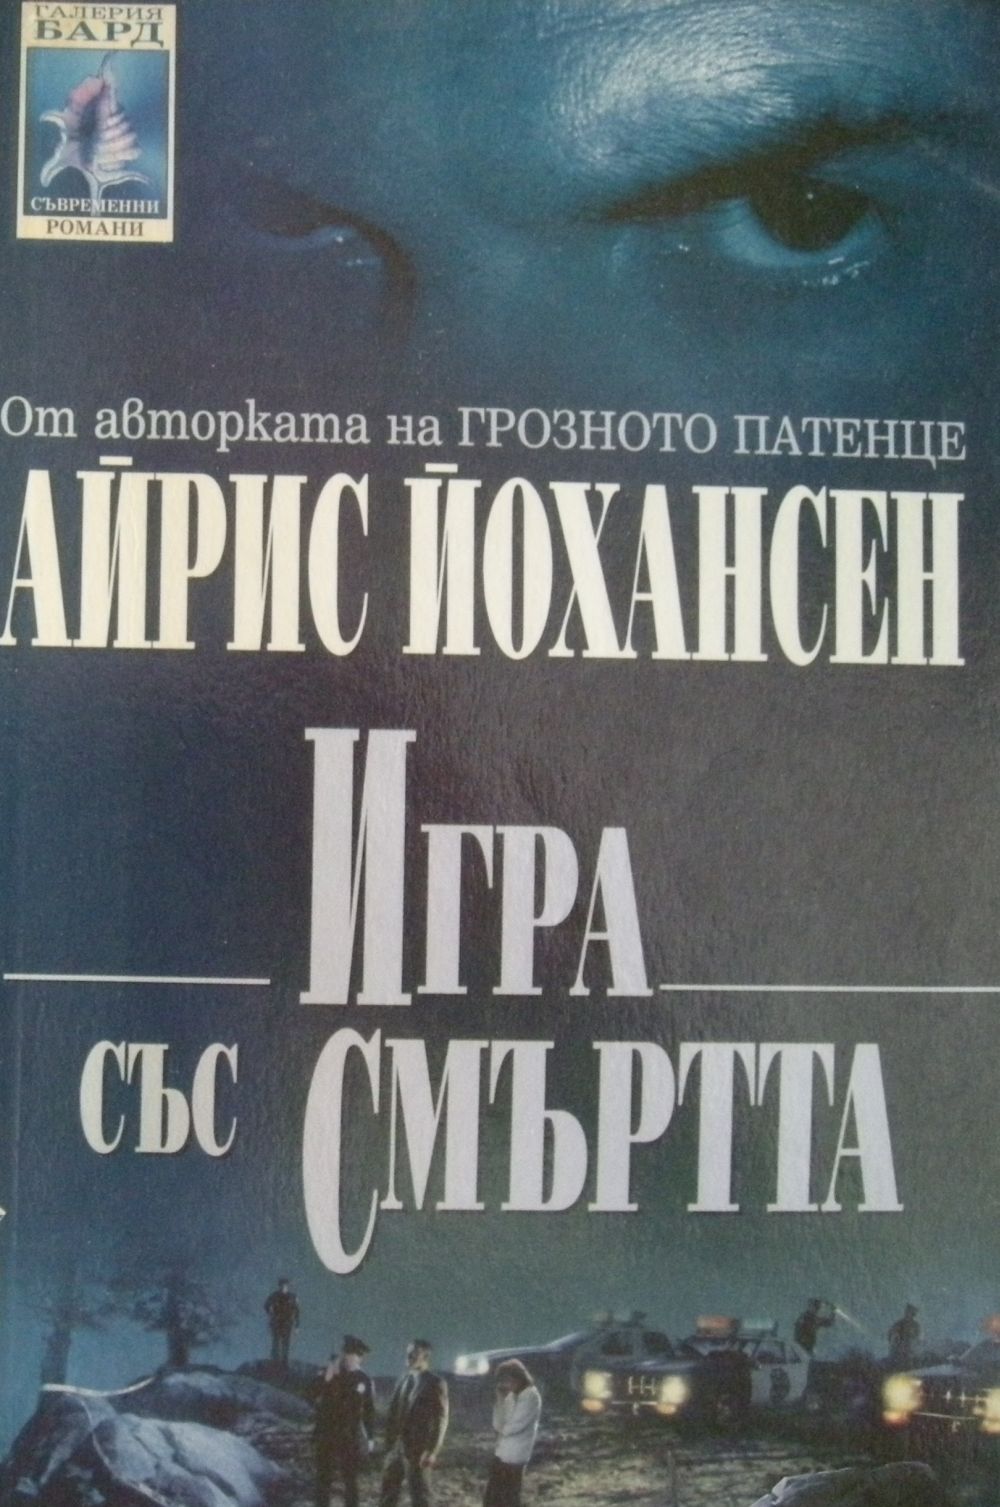 ГАЛЕРИЯ
БАРД
СЪВРЕМЕННИ
РОМАНИ
От авторката на ГРОЗНОТО ПАТЕНЦЕ
АЙРИС ЙОХАНСЕН
ИГРА
СЪС СМЪРТТА